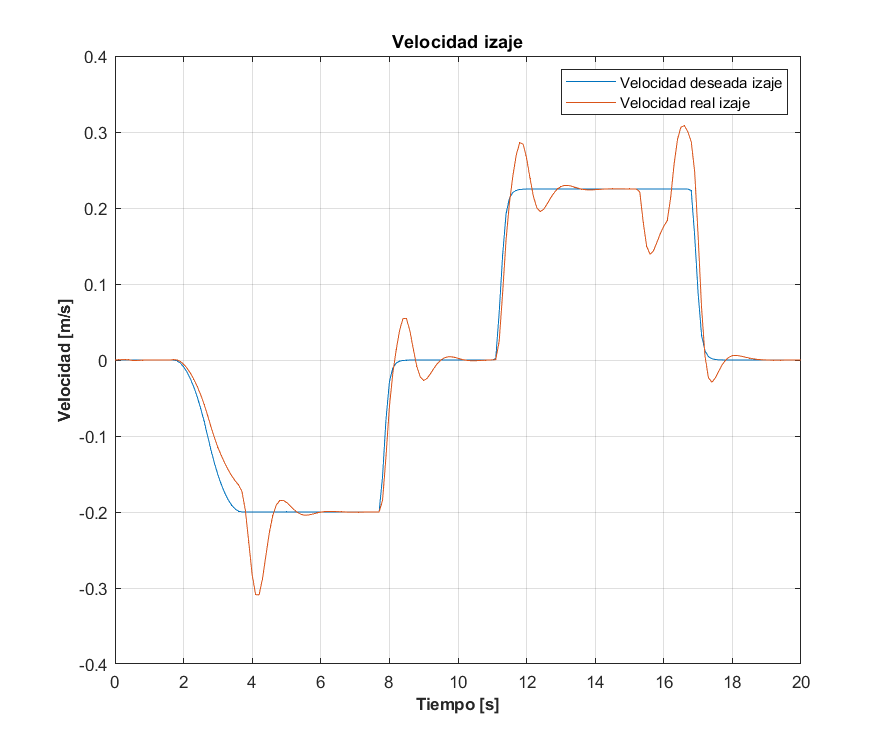 Velocidad izaje
Velocidad deseada izaje
Velocidad real izaje
Velocidad [m/s]
0.4
0.3
0.2
0.1
0
-0.1
-0.2
-0.3
-0.4
0 2 4 6 8 10 12 14 16 18 20
Tiempo [s]